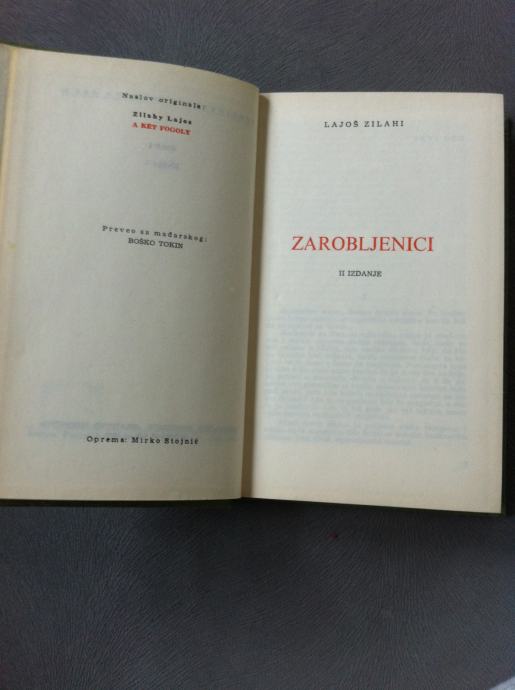 Naslov originala:
Zilahy Lajos
A KÉT FOGOLY
Preveo sa mađarskog:
BOŠKO TOKIN
Oprema: Mirko Stojnić
LAJOŠ ZILAHI
ZAROBLJENICI
II IZDANJE